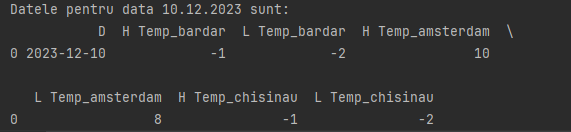 Datele pentru data 10.12.2023 sunt:
D H Temp_bardar L Temp_bardar H Temp_amsterdam \
0 2023-12-10 -1 -2 10
L Temp_amsterdam H Temp_chisinau L Temp_chisinau
0 8 -1 -2